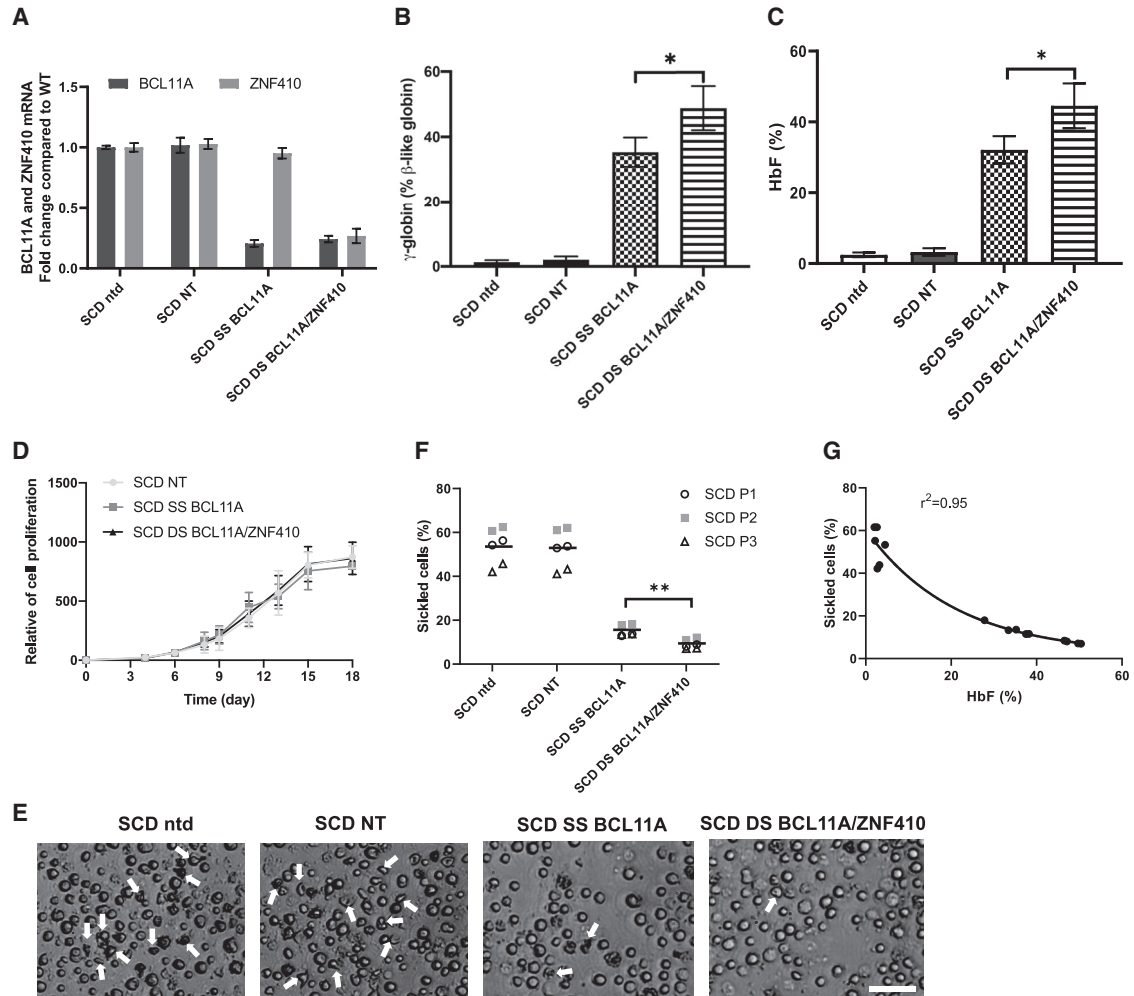 A
BCL11A
ZNF410
BCL11A and ZNF410 mRNA
Fold change compared to WT
1.5
1.0
0.5
0.0
SCD ntd
SCD NT
SCD SS BCL11A
SCD DS BCL11A/ZNF410
B
γ-globin (% β-like globin)
60
40
20
0
*
SCD ntd
SCD NT
SCD SS BCL11A
SCD DS BCL11A/ZNF410
C
HbF (%)
60
40
20
0
*
SCD ntd
SCD NT
SCD SS BCL11A
SCD DS BCL11A/ZNF410
D
SCD NT
SCD SS BCL11A
SCD DS BCL11A/ZNF410
Relative of cell proliferation
1500
1000
500
0
0 3 6 9 12 15 18
Time (day)
F
Sickled cells (%)
80
60
40
20
0
SCD P1
SCD P2
SCD P3
**
SCD ntd
SCD NT
SCD SS BCL11A
SCD DS BCL11A/ZNF410
G
Sickled cells (%)
80
60
40
20
0
r²=0.95
0 20 40 60
HbF (%)
E
SCD ntd
SCD NT
SCD SS BCL11A
SCD DS BCL11A/ZNF410